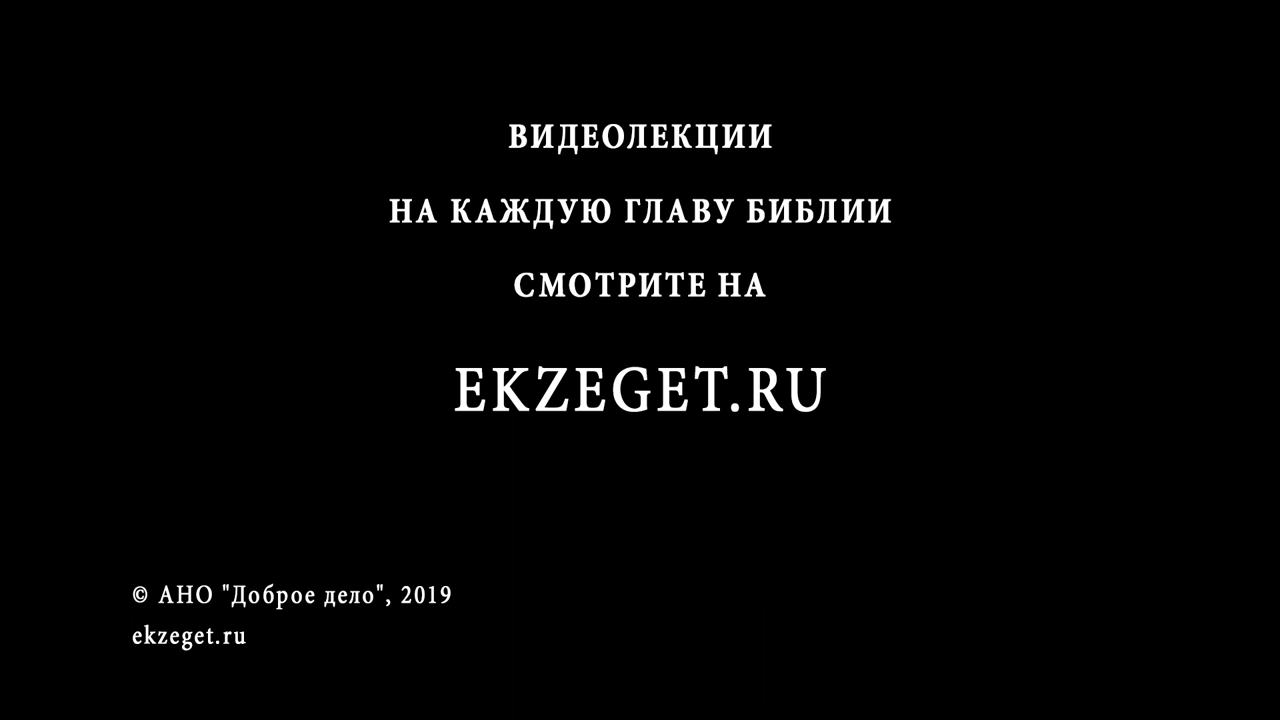 ВИДЕОЛЕКЦИИ
НА КАЖДУЮ ГЛАВУ БИБЛИИ
СМОТРИТЕ НА
EKZEGET.RU
© АНО "Доброе дело", 2019
ekzeget.ru